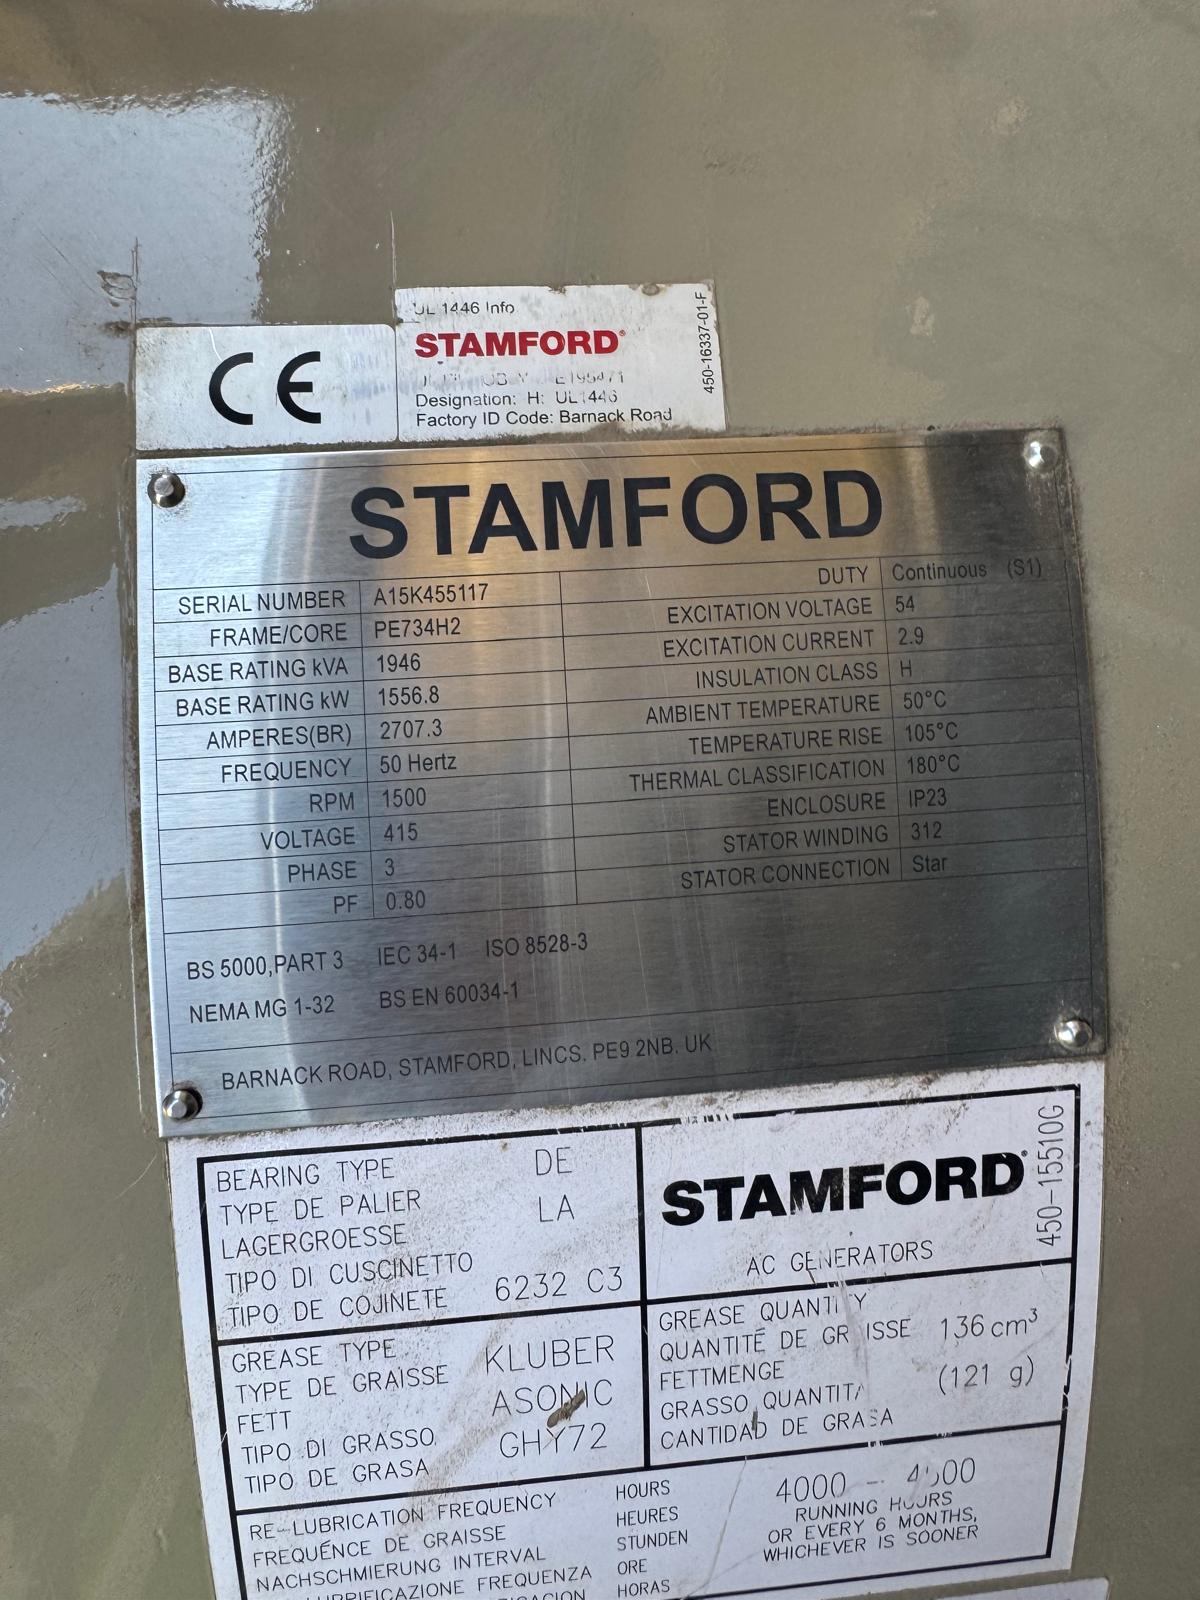 UL 1446 Info
STAMFORD
E195471
Designation: H: UL1446
Factory ID Code: Barnack Road
450-16337-01-F
CE
STAMFORD
SERIAL NUMBER A15K455117
FRAME/CORE PE734H2
BASE RATING kVA 1946
BASE RATING kW 1556.8
AMPERES(BR) 2707.3
FREQUENCY 50 Hertz
RPM 1500
VOLTAGE 415
PHASE 3
PF 0.80
DUTY Continuous (S1)
EXCITATION VOLTAGE 54
EXCITATION CURRENT 2.9
INSULATION CLASS H
AMBIENT TEMPERATURE 50°C
TEMPERATURE RISE 105°C
THERMAL CLASSIFICATION 180°C
ENCLOSURE IP23
STATOR WINDING 312
STATOR CONNECTION Star
BS 5000,PART 3 IEC 34-1 ISO 8528-3
NEMA MG 1-32 BS EN 60034-1
BARNACK ROAD, STAMFORD, LINCS, PE9 2NB. UK
BEARING TYPE DE
TYPE DE PALIER LA
LAGERGROESSE
TIPO DI CUSCINETTO
TIPO DE COJINETE 6232 C3
STAMFORD
AC GENERATORS
450-15510G
GREASE TYPE KLUBER
TYPE DE GRAISSE ASONIC
FETT
TIPO DI GRASSO GHY72
TIPO DE GRASA
GREASE QUANTITY
QUANTITÉ DE GRAISSE 136 cm³
FETTMENGE (121 g)
GRASSO QUANTITA
CANTIDAD DE GRASA
RE-LUBRICATION FREQUENCY HOURS
FREQUÉNCE DE GRAISSE HEURES
NACHSCHMIERUNG INTERVAL STUNDEN
FREQUENZA ORE
HORAS
4000 - 4500
RUNNING HOURS
OR EVERY 6 MONTHS,
WHICHEVER IS SOONER